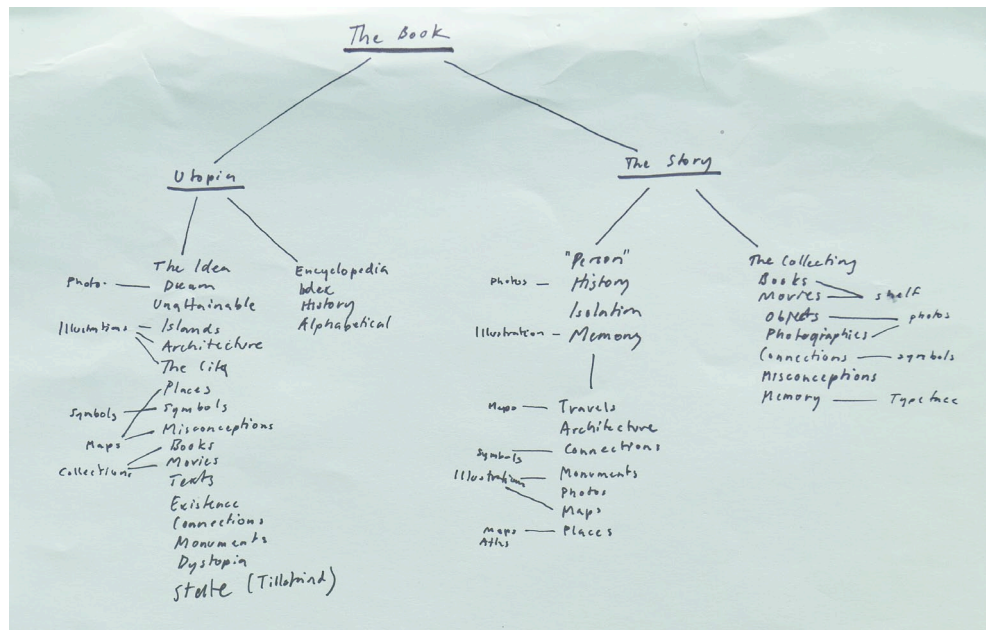 The Book
Utopia
The Idea
Photo.
Dream
Unattainable
Illustrations
Islands
Architecture
The City
Places
Symbols
Symbols
Maps
Misconceptions
Books
Collections
Movies
Texts
Existence
Connections
Monuments
Dystopia
State
Encyclopedia
Index
History
Alphabetical
The Story
"Person"
Photos
History
Isolation
Illustration
Memory
Maps
Travels
Architecture
Symbols
Connections
Illustrations
Monuments
Photos
Maps
Maps
Atlas
Places
The Collecting
Books
Movies
shelf
Objects
photos
Photographics
Connections
symbols
Misconceptions
Memory
Typeface